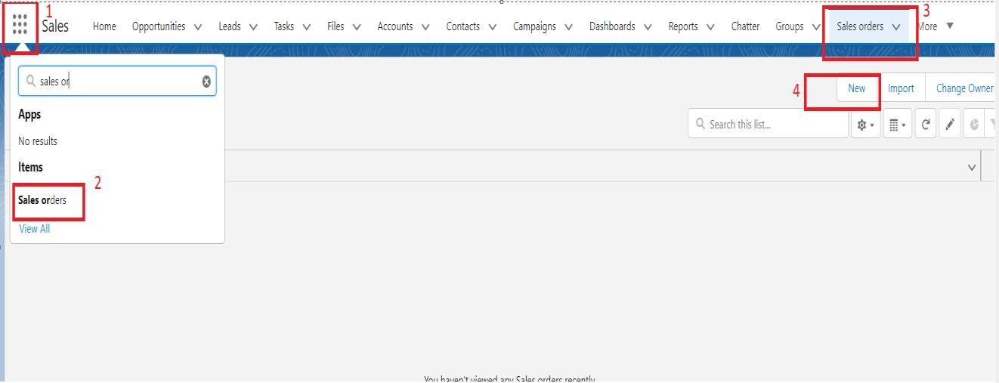 1
Sales Home Opportunities Leads Tasks Files Accounts Contacts Campaigns Dashboards Reports Chatter Groups Sales orders More
3
sales or
4
New Import Change Owner
Search this list...
Apps
No results
Items
2
Sales orders
View All
You haven't viewed any Sales orders recently